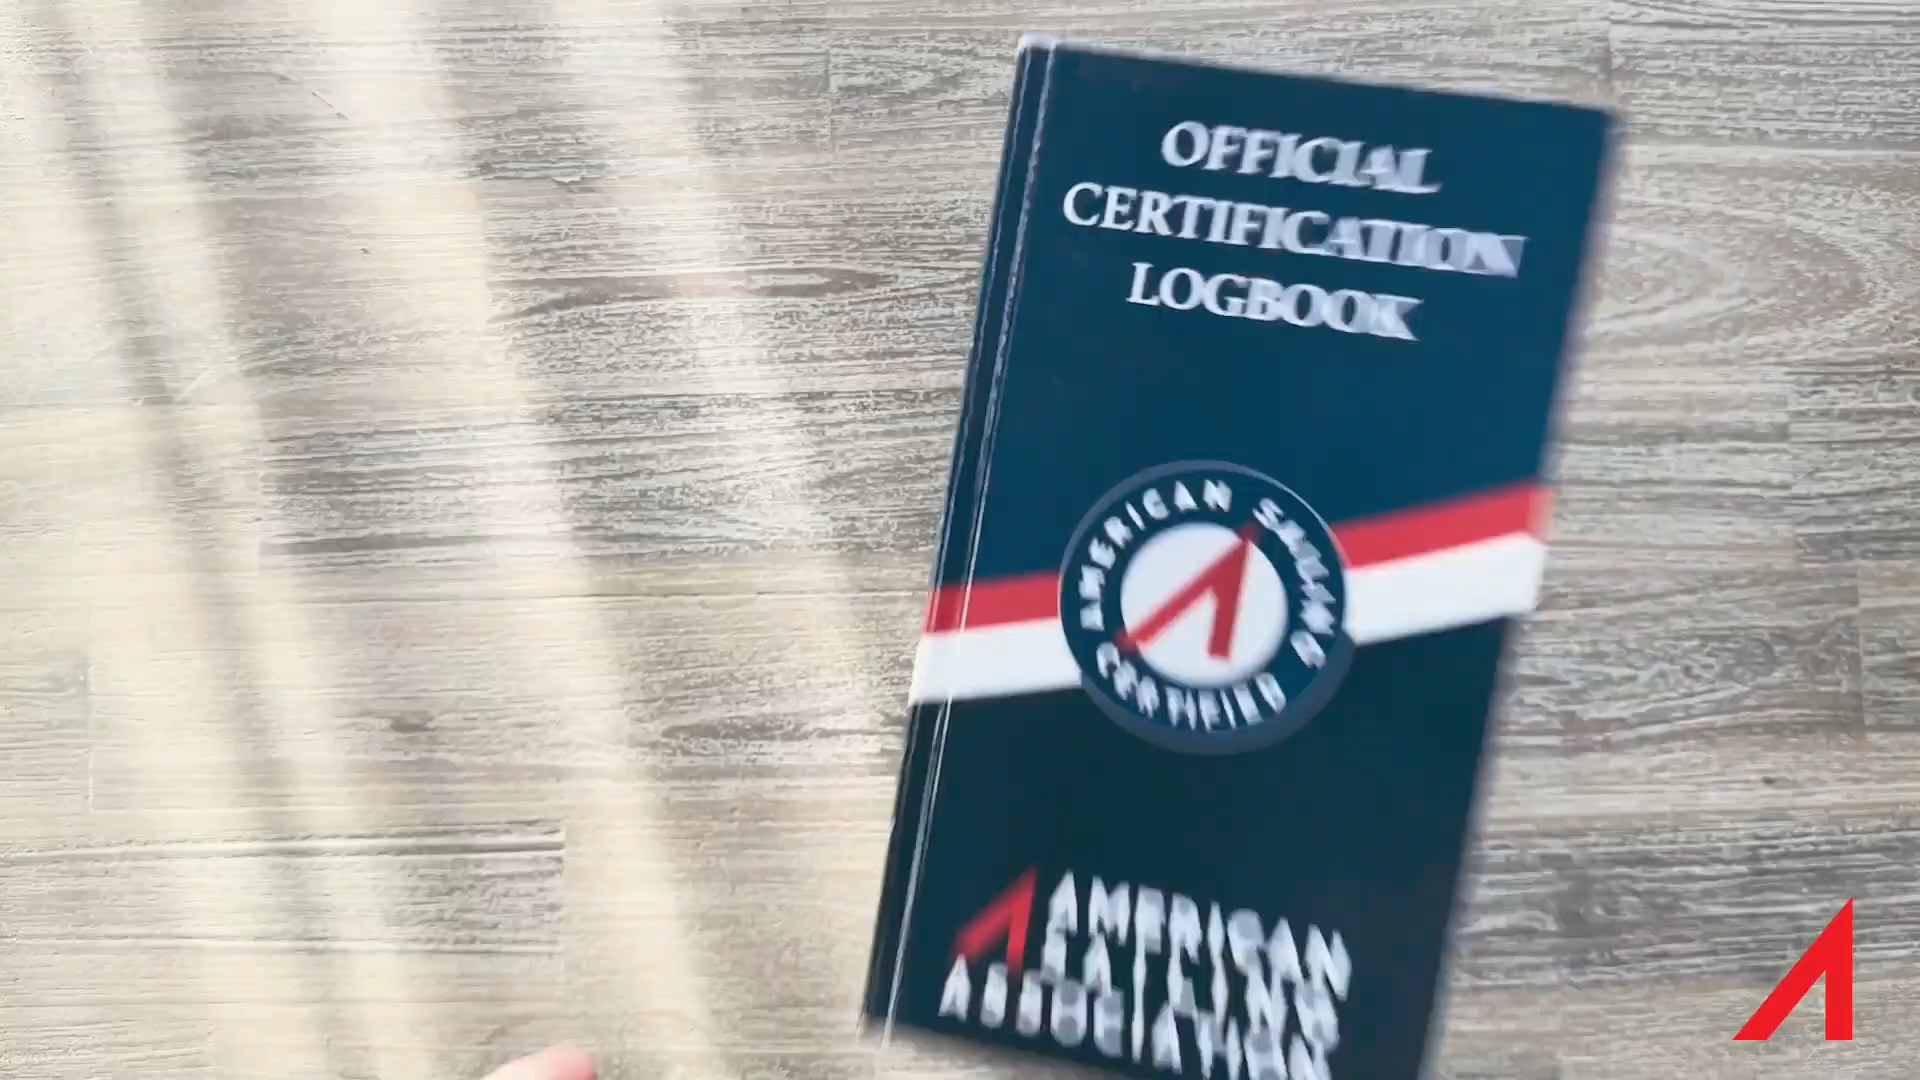 OFFICIAL
CERTIFICATION
LOGBOOK
AMERICAN SAILING
CERTIFIED
AMERICAN
SAILING
ASSOCIATION